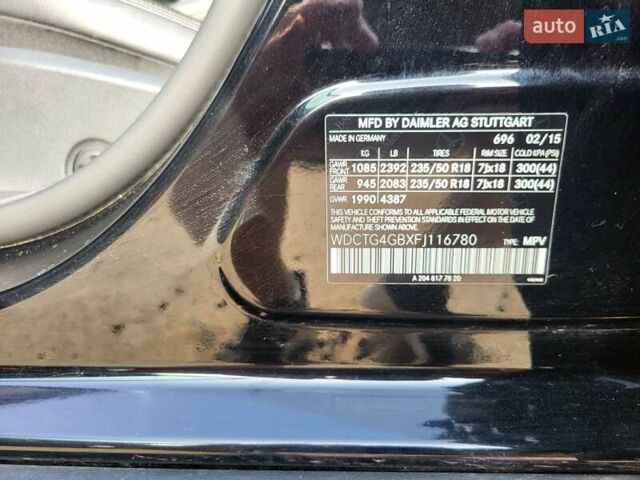 auto RIA .com
MFD BY DAIMLER AG STUTTGART
MADE IN GERMANY 696 02/15
KG LB TIRES RIM SIZE COLD KPA (PSI)
GAWR FRONT 1085 2392 235/50 R18 7Jx18 300(44)
GAWR REAR 945 2083 235/50 R18 7Jx18 300(44)
GVWR 1990 4387
THIS VEHICLE CONFORMS TO ALL APPLICABLE U.S. FEDERAL MOTOR VEHICLE
SAFETY AND THEFT PREVENTION STANDARDS IN EFFECT ON
THE DATE OF MANUFACTURE SHOWN ABOVE.
WDCTG4GBXFJ116780 TYPE: MPV
A 204 817 78 20